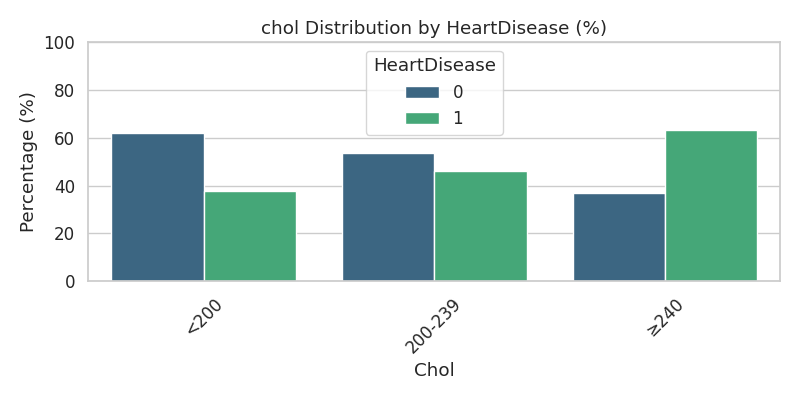 chol Distribution by HeartDisease (%)
Percentage (%)
100
80
60
40
20
0
HeartDisease
0
1
<200
200-239
≥240
Chol